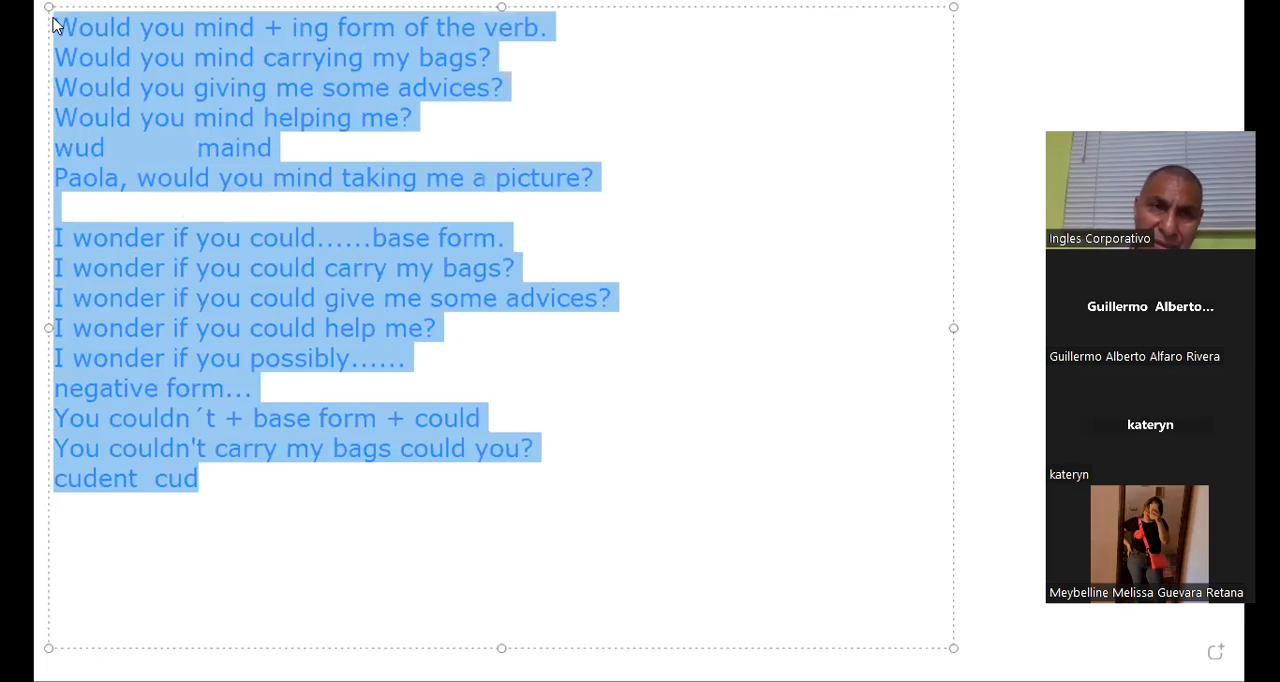 Would you mind + ing form of the verb.
Would you mind carrying my bags?
Would you giving me some advices?
Would you mind helping me?
wud maind
Paola, would you mind taking me a picture?
I wonder if you could......base form.
I wonder if you could carry my bags?
I wonder if you could give me some advices?
I wonder if you could help me?
I wonder if you possibly......
negative form...
You couldn´t + base form + could
You couldn't carry my bags could you?
cudent cud
Ingles Corporativo
Guillermo Alberto...
Guillermo Alberto Alfaro Rivera
kateryn
kateryn
Meybelline Melissa Guevara Retana